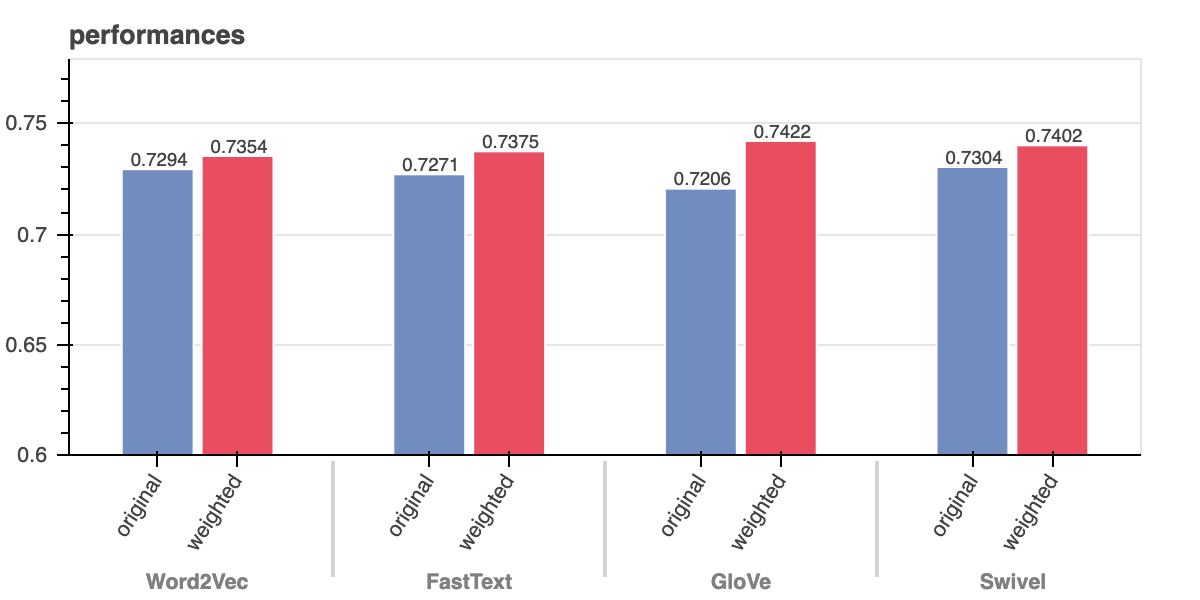 performances
0.75
0.7
0.65
0.6
0.7294
0.7354
0.7271
0.7375
0.7206
0.7422
0.7304
0.7402
original
weighted
original
weighted
original
weighted
original
weighted
Word2Vec
FastText
GloVe
Swivel